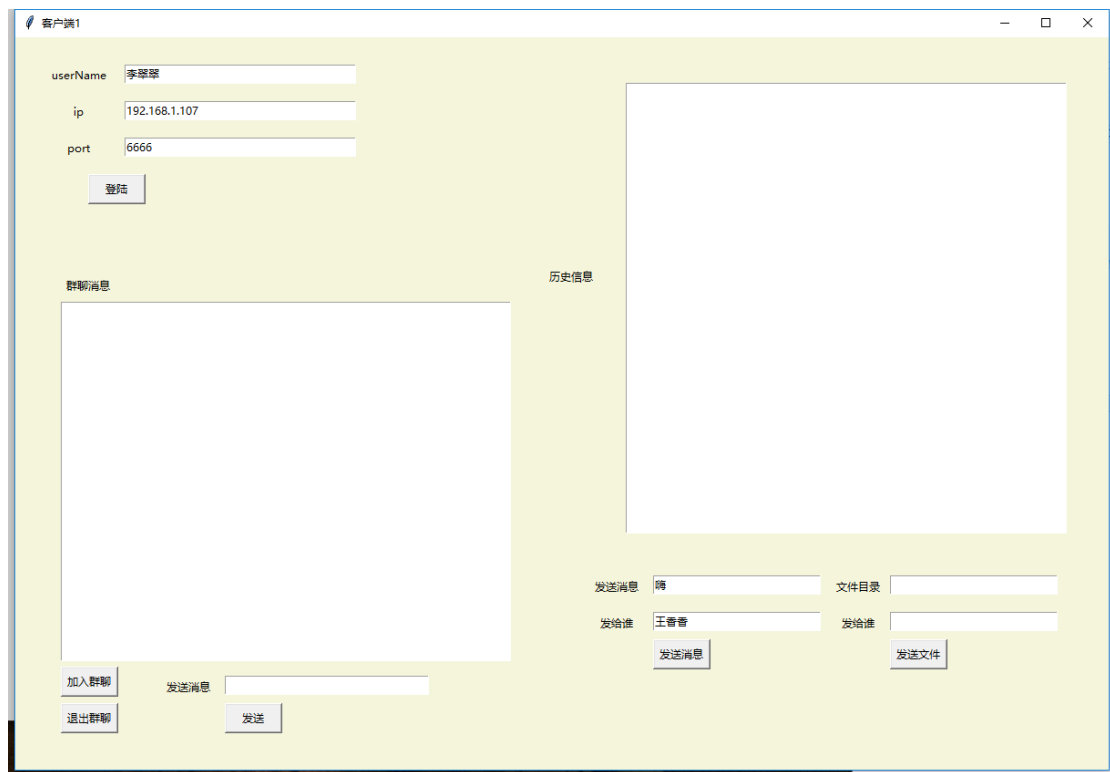 客户端1
userName 李翠翠
ip 192.168.1.107
port 6666
登陆
历史信息
群聊消息
发送消息 嗨 文件目录
发给谁 王香香 发给谁
发送消息 发送文件
加入群聊 发送消息
退出群聊 发送